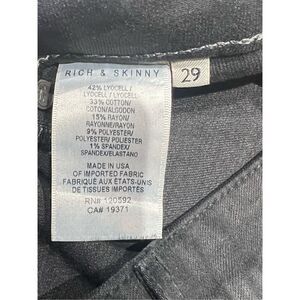 RICH & SKINNY
29
42% LYOCELL /
LYOCELL / LYOCELL
33% COTTON/
COTON/ALGODON
15% RAYON/
RAYONNE/RAYON
9% POLYESTER/
POLYESTER/ POLIESTER
1% SPANDEX/
SPANDEX/ELASTANO
MADE IN USA
OF IMPORTED FABRIC
FABRIQUÉ AUX ÉTATS-UNIS
DE TISSUES IMPORTÉS
RN# 120592
CA# 19371